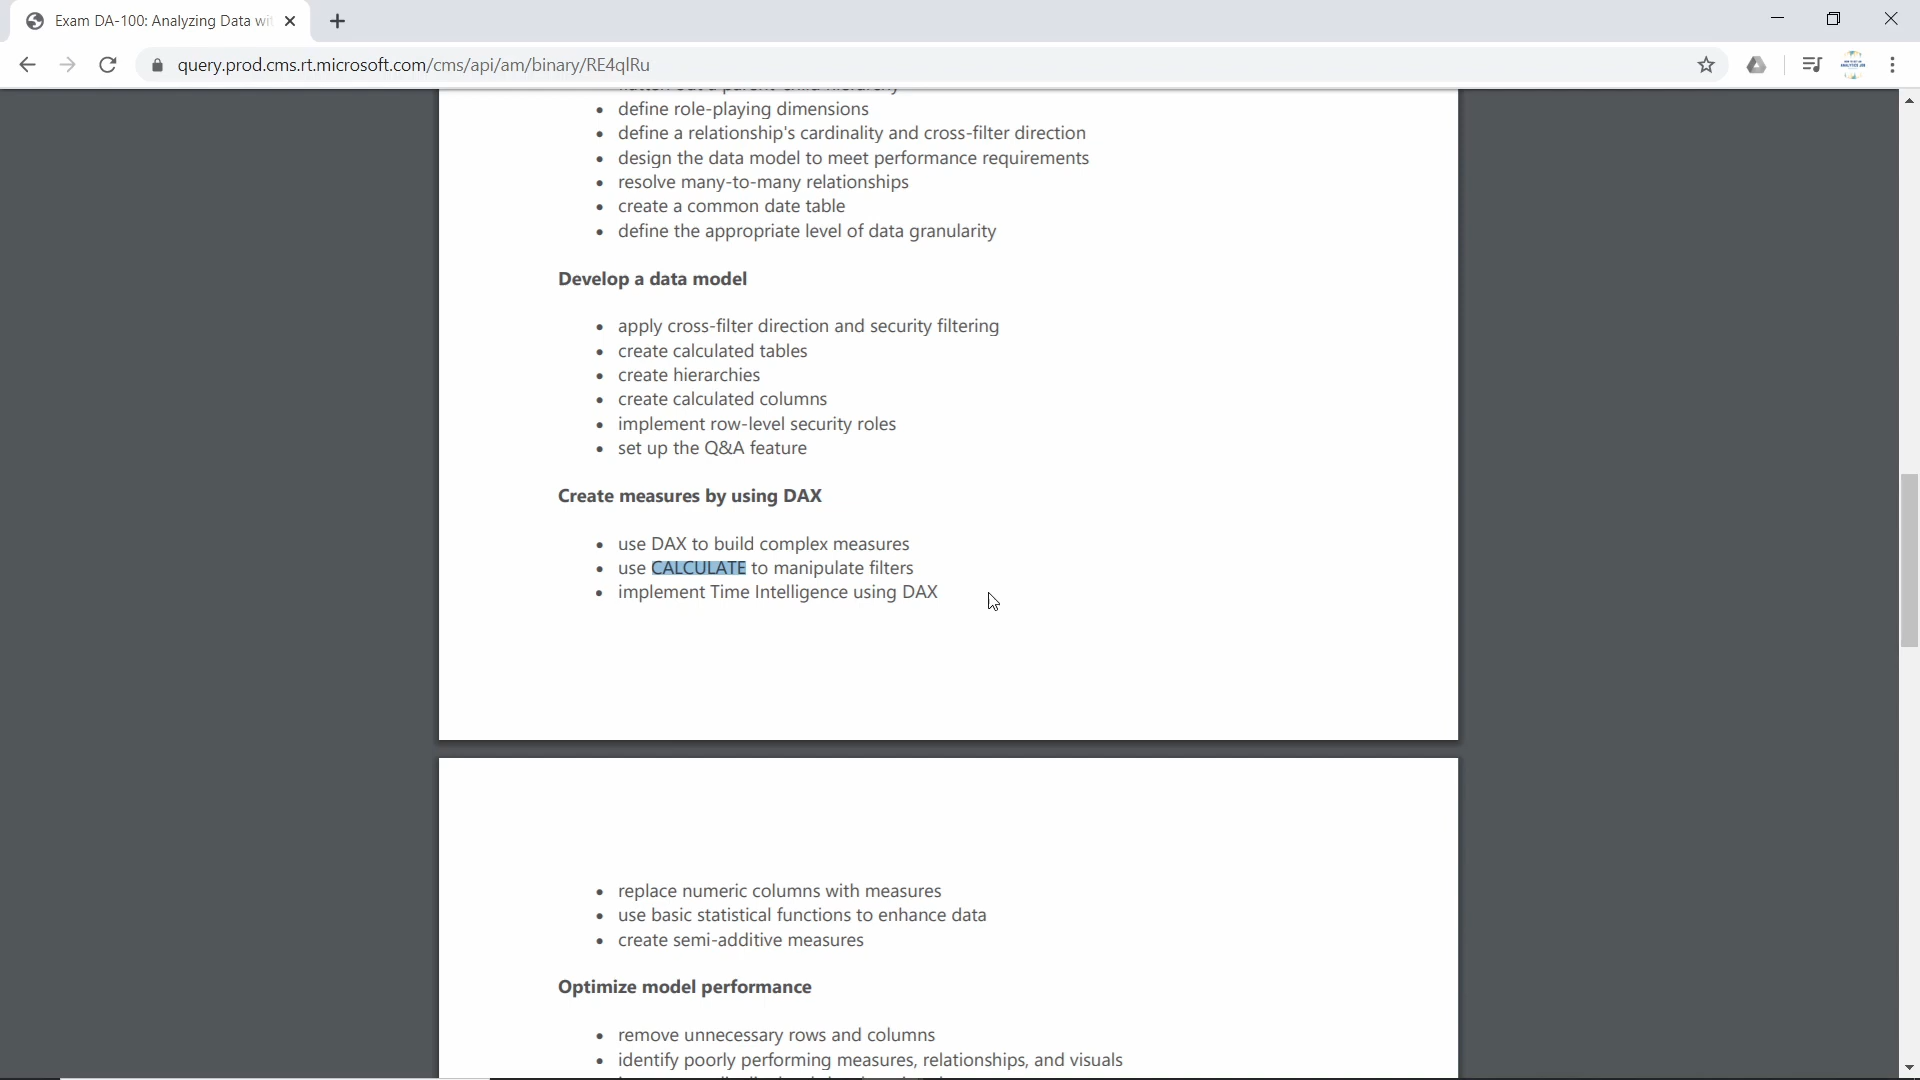 Exam DA-100: Analyzing Data wi
query.prod.cms.rt.microsoft.com/cms/api/am/binary/RE4qlRu
• define role-playing dimensions
• define a relationship's cardinality and cross-filter direction
• design the data model to meet performance requirements
• resolve many-to-many relationships
• create a common date table
• define the appropriate level of data granularity
Develop a data model
• apply cross-filter direction and security filtering
• create calculated tables
• create hierarchies
• create calculated columns
• implement row-level security roles
• set up the Q&A feature
Create measures by using DAX
• use DAX to build complex measures
• use CALCULATE to manipulate filters
• implement Time Intelligence using DAX
• replace numeric columns with measures
• use basic statistical functions to enhance data
• create semi-additive measures
Optimize model performance
• remove unnecessary rows and columns
• identify poorly performing measures, relationships, and visuals